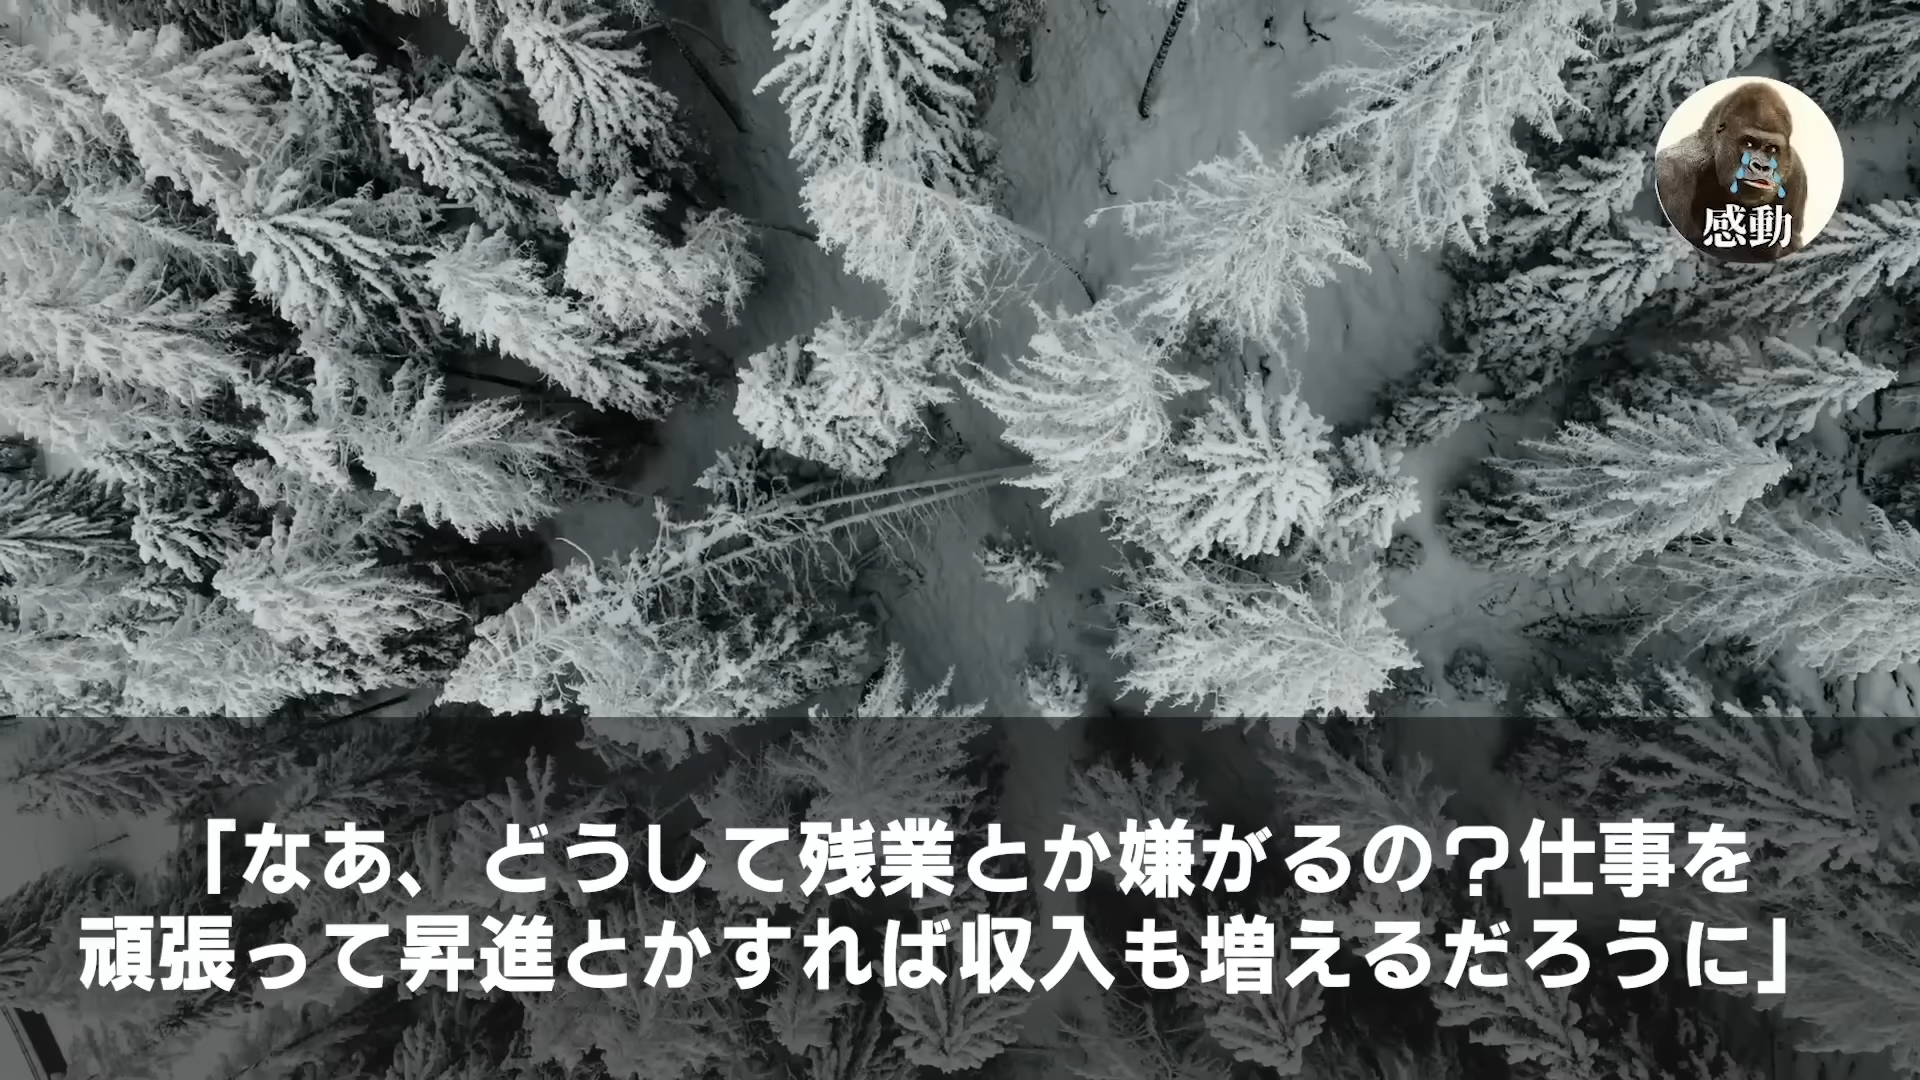 感動
「なあ、どうして残業とか嫌がるの？仕事を
頑張って昇進とかすれば収入も増えるだろうに」